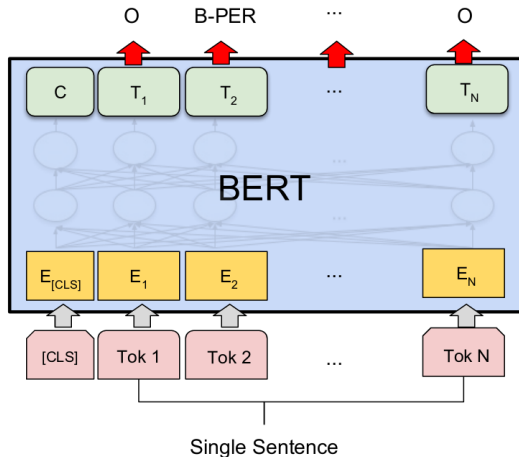 O B-PER ... O
C T1 T2 ... TN
...
BERT
...
E[CLS] E1 E2 ... EN
[CLS] Tok 1 Tok 2 ... Tok N
Single Sentence